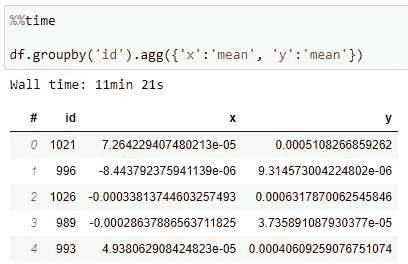 %%time
df.groupby('id').agg({'x':'mean', 'y':'mean'})
Wall time: 11min 21s
# id x y
0 1021 7.264229407480213e-05 0.0005108266859262
1 996 -8.443792375941139e-06 9.314573004224802e-06
2 1026 -0.00033813744603257493 0.0006317870062545846
3 989 -0.00028637886563711825 3.735891087930377e-05
4 993 4.938062908424823e-05 0.00040609259076751074